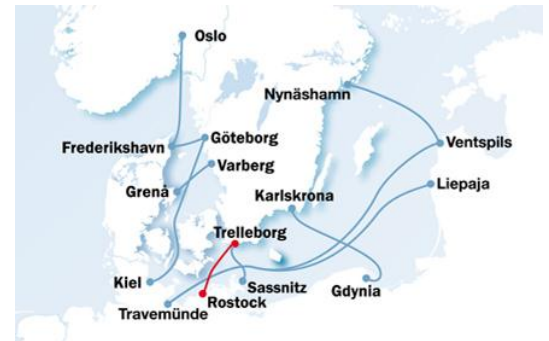 Oslo
Nynäshamn
Göteborg
Frederikshavn
Ventspils
Varberg
Liepaja
Grenå
Karlskrona
Trelleborg
Kiel
Sassnitz
Gdynia
Rostock
Travemünde